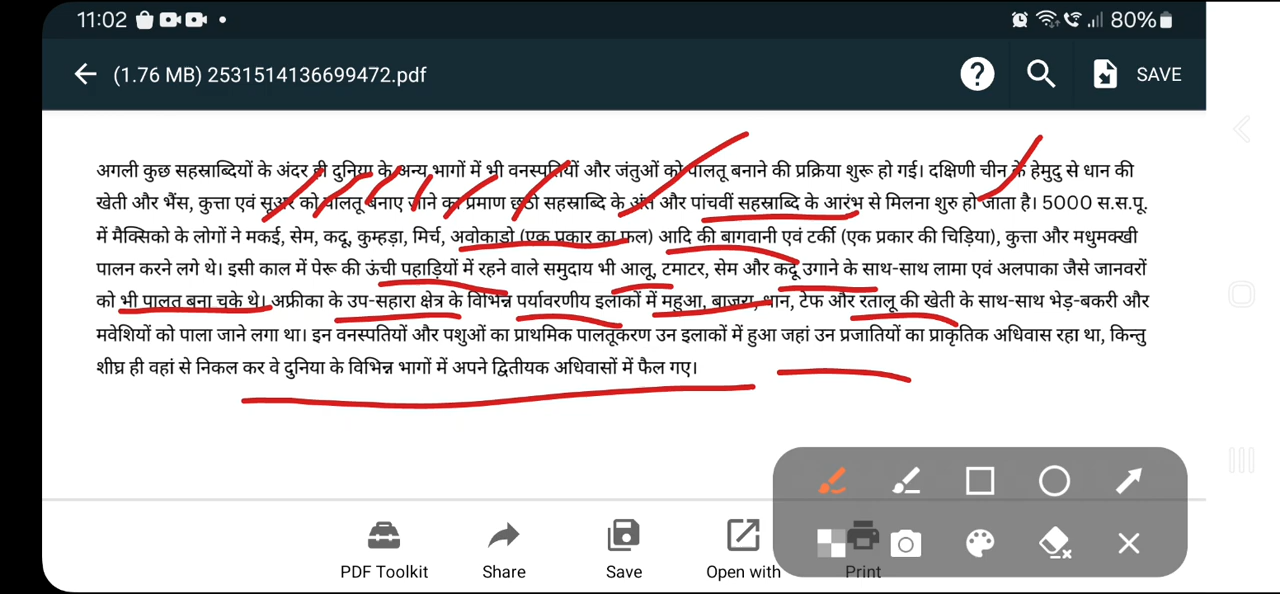 11:02
80%
(1.76 MB) 2531514136699472.pdf
SAVE
अगली कुछ सहस्राब्दियों के अंदर ही दुनिया के अन्य भागों में भी वनस्पतियों और जंतुओं को पालतू बनाने की प्रक्रिया शुरू हो गई। दक्षिणी चीन के हेमुदु से धान की
खेती और भैंस, कुत्ता एवं सूअर को पालतू बनाए जाने का प्रमाण छठी सहस्राब्दि के अंत और पांचवीं सहस्राब्दि के आरंभ से मिलना शुरु हो जाता है। 5000 स.स.पू.
में मैक्सिको के लोगों ने मकई, सेम, कद्दू, कुम्हड़ा, मिर्च, अवोकाडो (एक प्रकार का फल) आदि की बागवानी एवं टर्की (एक प्रकार की चिड़िया), कुत्ता और मधुमक्खी
पालन करने लगे थे। इसी काल में पेरू की ऊंची पहाड़ियों में रहने वाले समुदाय भी आलू, टमाटर, सेम और कद्दू उगाने के साथ-साथ लामा एवं अलपाका जैसे जानवरों
को भी पालतू बना चुके थे। अफ्रीका के उप-सहारा क्षेत्र के विभिन्न पर्यावरणीय इलाकों में महुआ, बाजरा, धान, टेफ और रतालू की खेती के साथ-साथ भेड़-बकरी और
मवेशियों को पाला जाने लगा था। इन वनस्पतियों और पशुओं का प्राथमिक पालतूकरण उन इलाकों में हुआ जहां उन प्रजातियों का प्राकृतिक अधिवास रहा था, किन्तु
शीघ्र ही वहां से निकल कर वे दुनिया के विभिन्न भागों में अपने द्वितीयक अधिवासों में फैल गए।
PDF Toolkit
Share
Save
Open with
Print